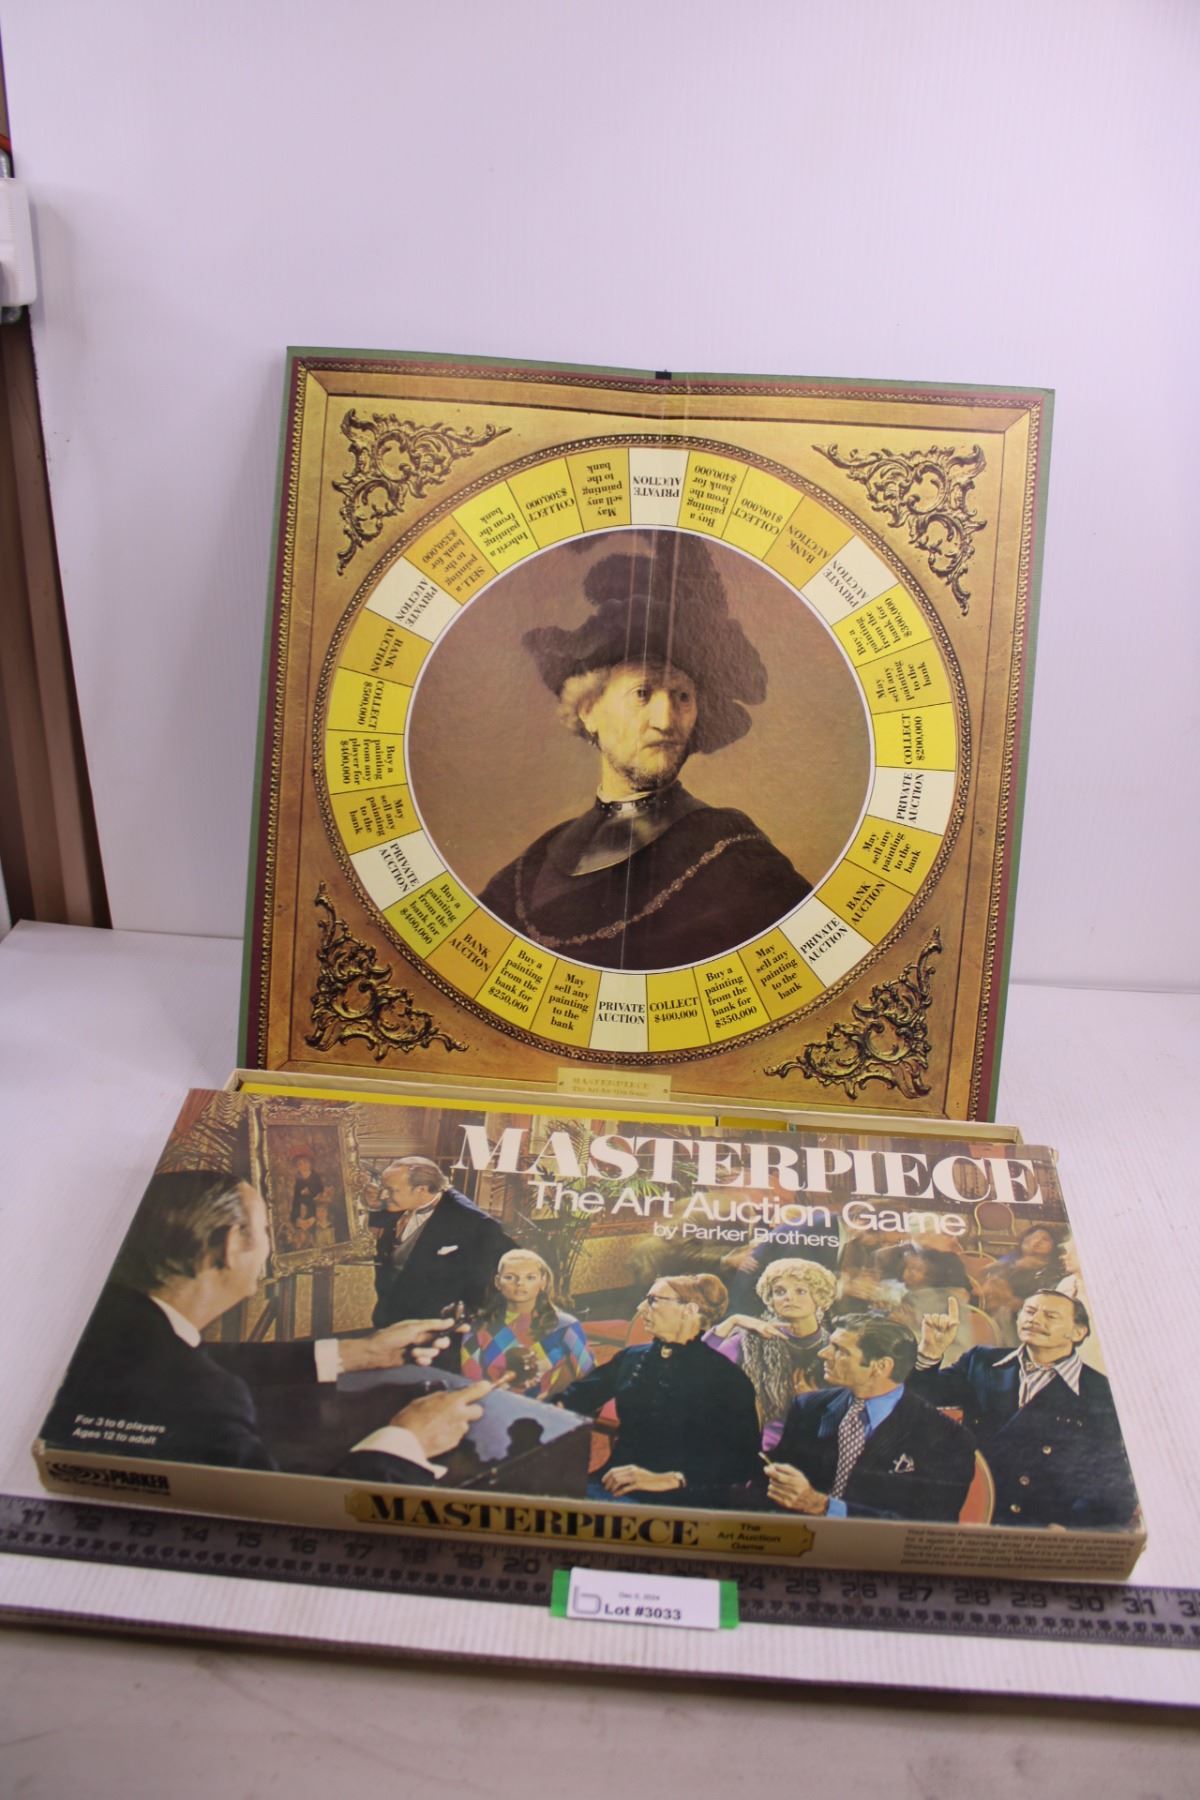 PRIVATE
AUCTION
Buy a
painting
from the
bank for
$400,000
COLLECT
$100,000
BANK
AUCTION
PRIVATE
AUCTION
Buy a
painting
from the
bank for
$300,000
May
sell any
painting
to the
bank
COLLECT
$200,000
PRIVATE
AUCTION
May
sell any
painting
to the
bank
BANK
AUCTION
PRIVATE
AUCTION
May
sell any
painting
to the
bank
Buy a
painting
from the
bank for
$350,000
COLLECT
$400,000
PRIVATE
AUCTION
May
sell any
painting
to the
bank
Buy a
painting
from the
bank for
$250,000
BANK
AUCTION
Buy a
painting
from the
bank for
$400,000
PRIVATE
AUCTION
May
sell any
painting
to the
bank
Buy a
painting
from any
player for
$400,000
COLLECT
$500,000
BANK
AUCTION
PRIVATE
AUCTION
SELL a
painting
to the
bank for
$350,000
Inherit a
painting
from the
bank
COLLECT
$300,000
May
sell any
painting
to the
bank
MASTERPIECE
The Art Auction Game
MASTERPIECE
The Art Auction Game
by Parker Brothers
For 3 to 6 players
Ages 12 to adult
PARKER
MASTERPIECE
The
Art Auction
Game
11 12 13 14 15 16 17 18 19 20 24 25 26 27 28 29 30 31
Dec 5, 2024
Lot #3033